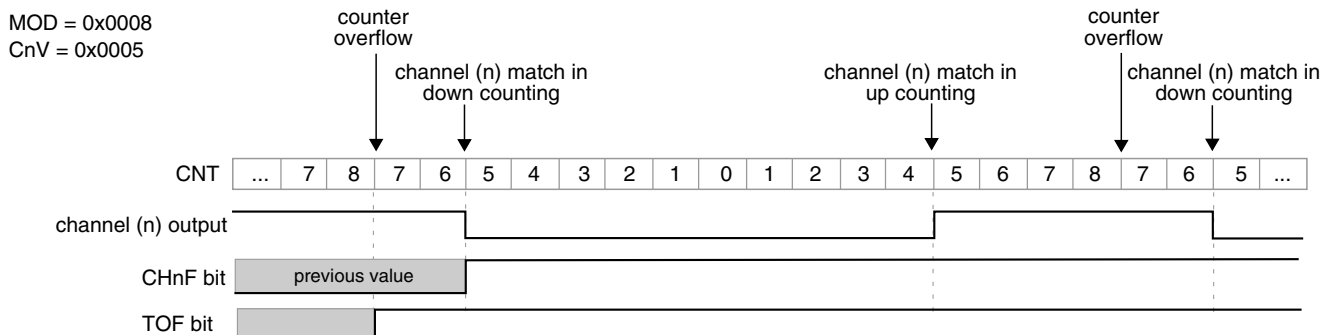 MOD = 0x0008
CnV = 0x0005
counter
overflow
channel (n) match in
down counting
channel (n) match in
up counting
counter
overflow
channel (n) match in
down counting
CNT ... 7 8 7 6 5 4 3 2 1 0 1 2 3 4 5 6 7 8 7 6 5 ...
channel (n) output
CHnF bit previous value
TOF bit